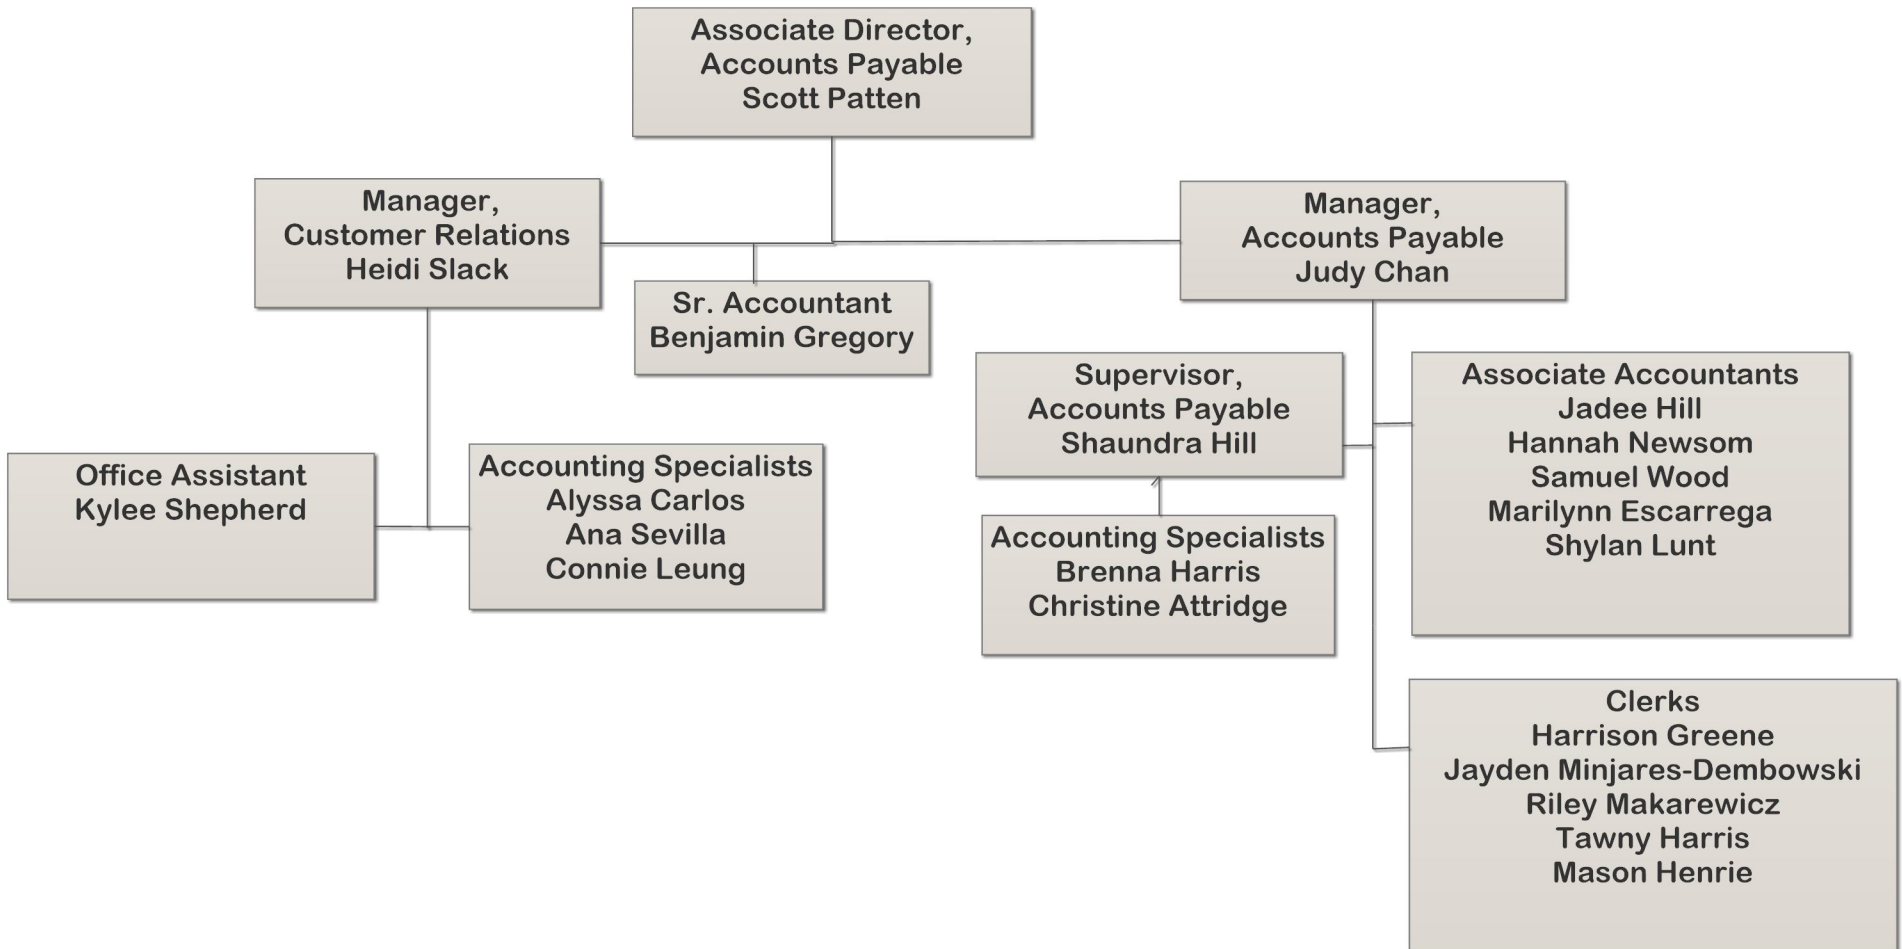 Associate Director,
Accounts Payable
Scott Patten
Manager,
Customer Relations
Heidi Slack
Manager,
Accounts Payable
Judy Chan
Sr. Accountant
Benjamin Gregory
Supervisor,
Accounts Payable
Shaundra Hill
Associate Accountants
Jadee Hill
Hannah Newsom
Samuel Wood
Marilynn Escarrega
Shylan Lunt
Office Assistant
Kylee Shepherd
Accounting Specialists
Alyssa Carlos
Ana Sevilla
Connie Leung
Accounting Specialists
Brenna Harris
Christine Attridge
Clerks
Harrison Greene
Jayden Minjares-Dembowski
Riley Makarewicz
Tawny Harris
Mason Henrie